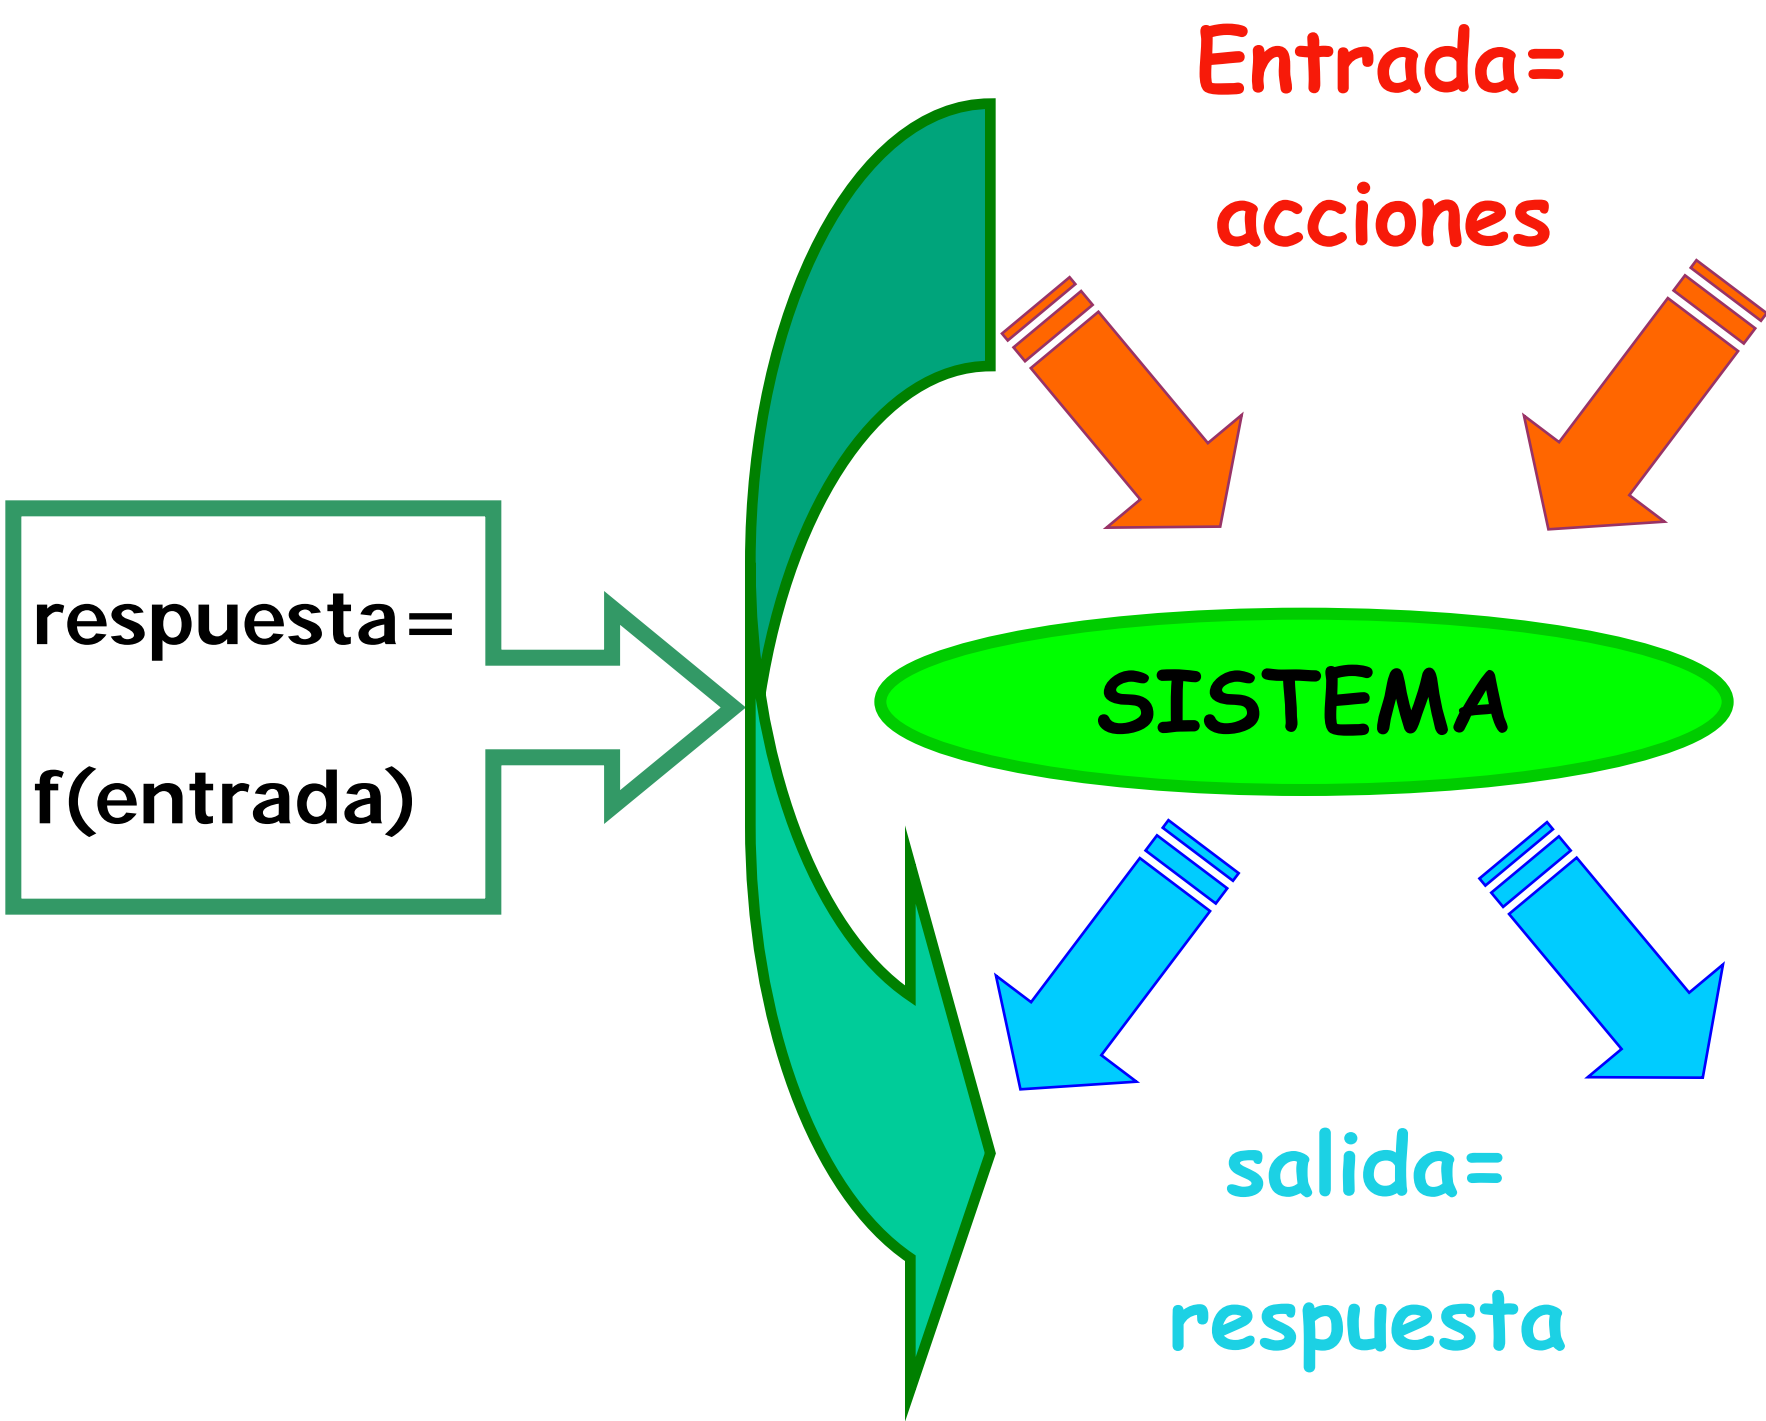 Entrada=
acciones
respuesta=
f(entrada)
SISTEMA
salida=
respuesta